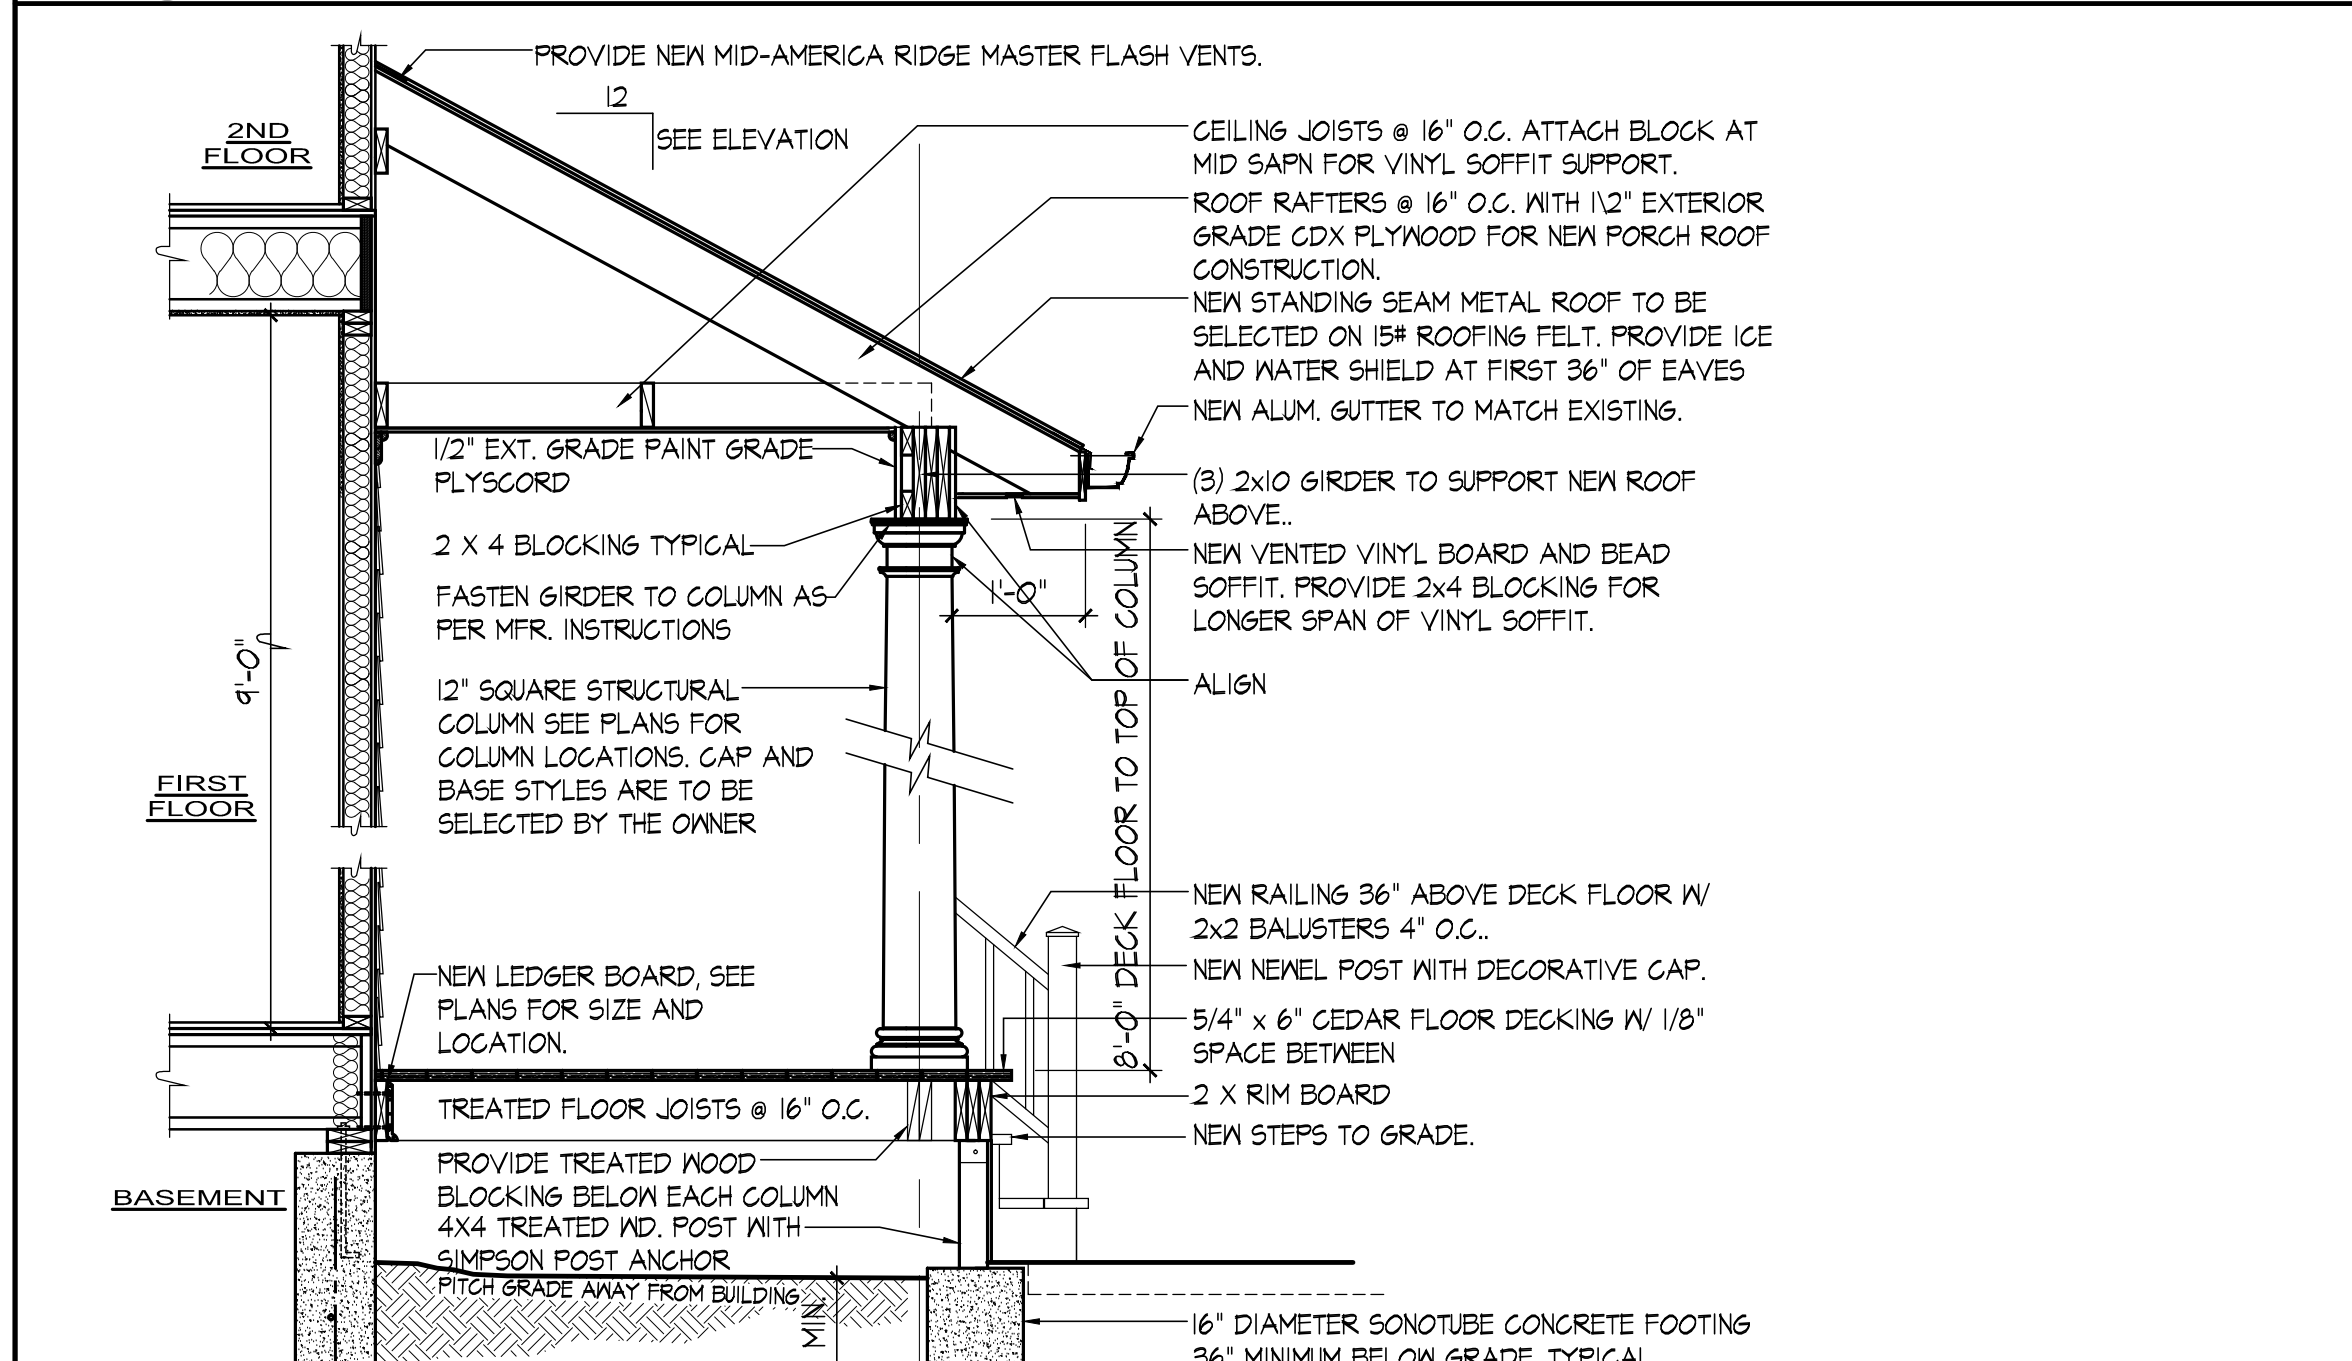 PROVIDE NEW MID-AMERICA RIDGE MASTER FLASH VENTS.
12
SEE ELEVATION
2ND
FLOOR
CEILING JOISTS @ 16" O.C. ATTACH BLOCK AT
MID SAPN FOR VINYL SOFFIT SUPPORT.
ROOF RAFTERS @ 16" O.C. WITH 1\2" EXTERIOR
GRADE CDX PLYWOOD FOR NEW PORCH ROOF
CONSTRUCTION.
NEW STANDING SEAM METAL ROOF TO BE
SELECTED ON 15# ROOFING FELT. PROVIDE ICE
AND WATER SHIELD AT FIRST 36" OF EAVES
NEW ALUM. GUTTER TO MATCH EXISTING.
(3) 2x10 GIRDER TO SUPPORT NEW ROOF
ABOVE..
NEW VENTED VINYL BOARD AND BEAD
SOFFIT. PROVIDE 2x4 BLOCKING FOR
LONGER SPAN OF VINYL SOFFIT.
ALIGN
1/2" EXT. GRADE PAINT GRADE
PLYSCORD
2 X 4 BLOCKING TYPICAL
FASTEN GIRDER TO COLUMN AS
PER MFR. INSTRUCTIONS
1'-0"
12" SQUARE STRUCTURAL
COLUMN SEE PLANS FOR
COLUMN LOCATIONS. CAP AND
BASE STYLES ARE TO BE
SELECTED BY THE OWNER
9'-0"
FIRST
FLOOR
8'-0" DECK FLOOR TO TOP OF COLUMN
NEW RAILING 36" ABOVE DECK FLOOR W/
2x2 BALUSTERS 4" O.C..
NEW NEWEL POST WITH DECORATIVE CAP.
5/4" x 6" CEDAR FLOOR DECKING W/ 1/8"
SPACE BETWEEN
2 X RIM BOARD
NEW STEPS TO GRADE.
NEW LEDGER BOARD, SEE
PLANS FOR SIZE AND
LOCATION.
TREATED FLOOR JOISTS @ 16" O.C.
PROVIDE TREATED WOOD
BLOCKING BELOW EACH COLUMN
4X4 TREATED WD. POST WITH
SIMPSON POST ANCHOR
PITCH GRADE AWAY FROM BUILDING
BASEMENT
MIN.
16" DIAMETER SONOTUBE CONCRETE FOOTING
36" MINIMUM BELOW GRADE, TYPICAL